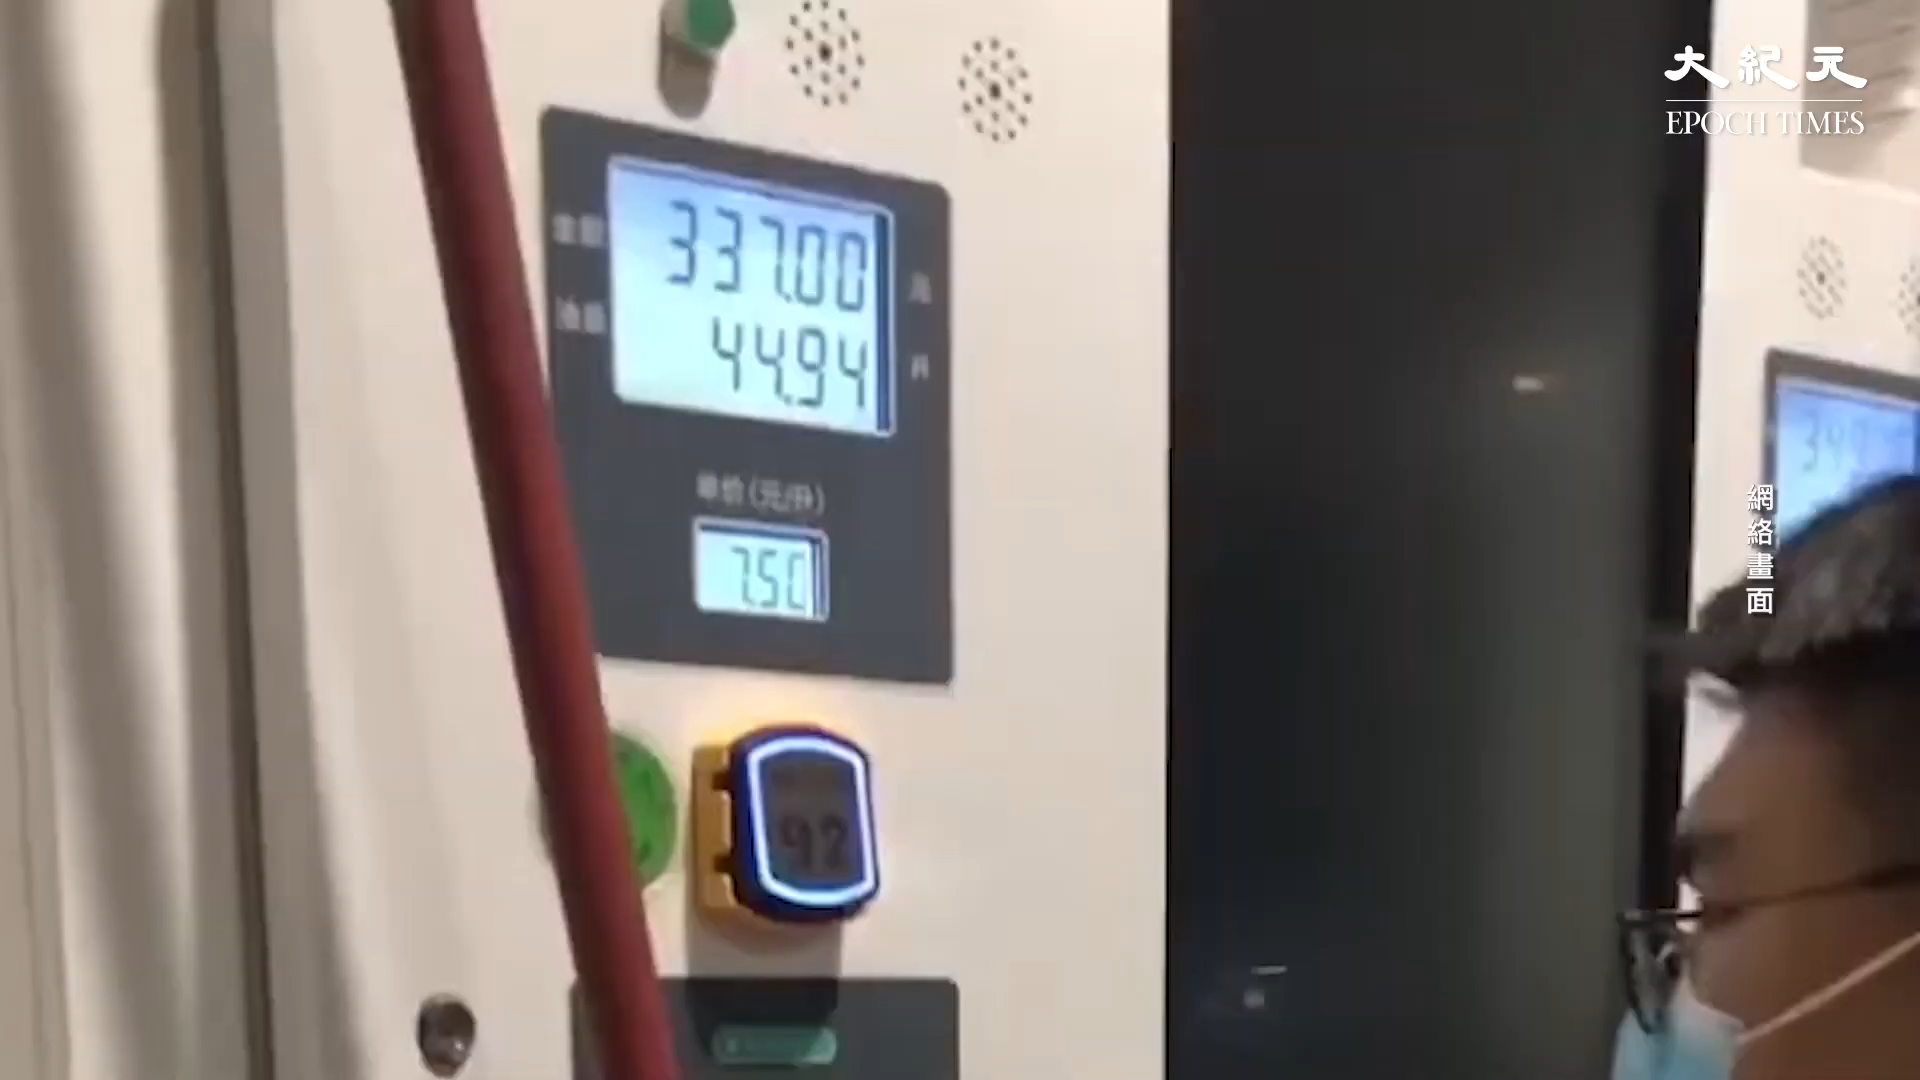 大紀元
EPOCH TIMES
金额
337.00
元
油量
44.94
升
单价(元/升)
7.50
92
網絡畫面